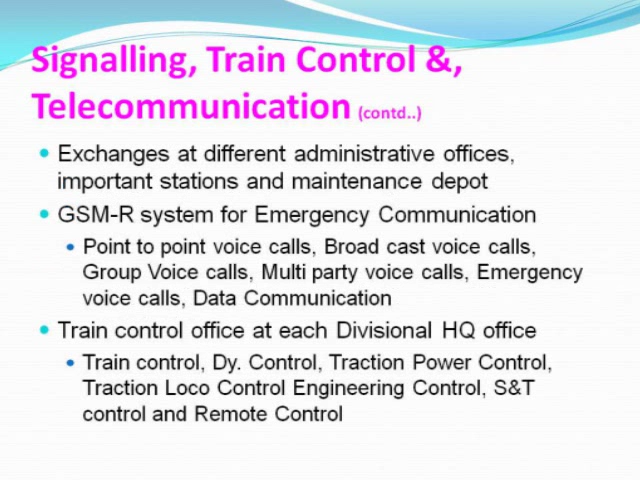 Signalling, Train Control &,
Telecommunication (contd..)
Exchanges at different administrative offices,
important stations and maintenance depot
GSM-R system for Emergency Communication
Point to point voice calls, Broad cast voice calls,
Group Voice calls, Multi party voice calls, Emergency
voice calls, Data Communication
Train control office at each Divisional HQ office
Train control, Dy. Control, Traction Power Control,
Traction Loco Control Engineering Control, S&T
control and Remote Control